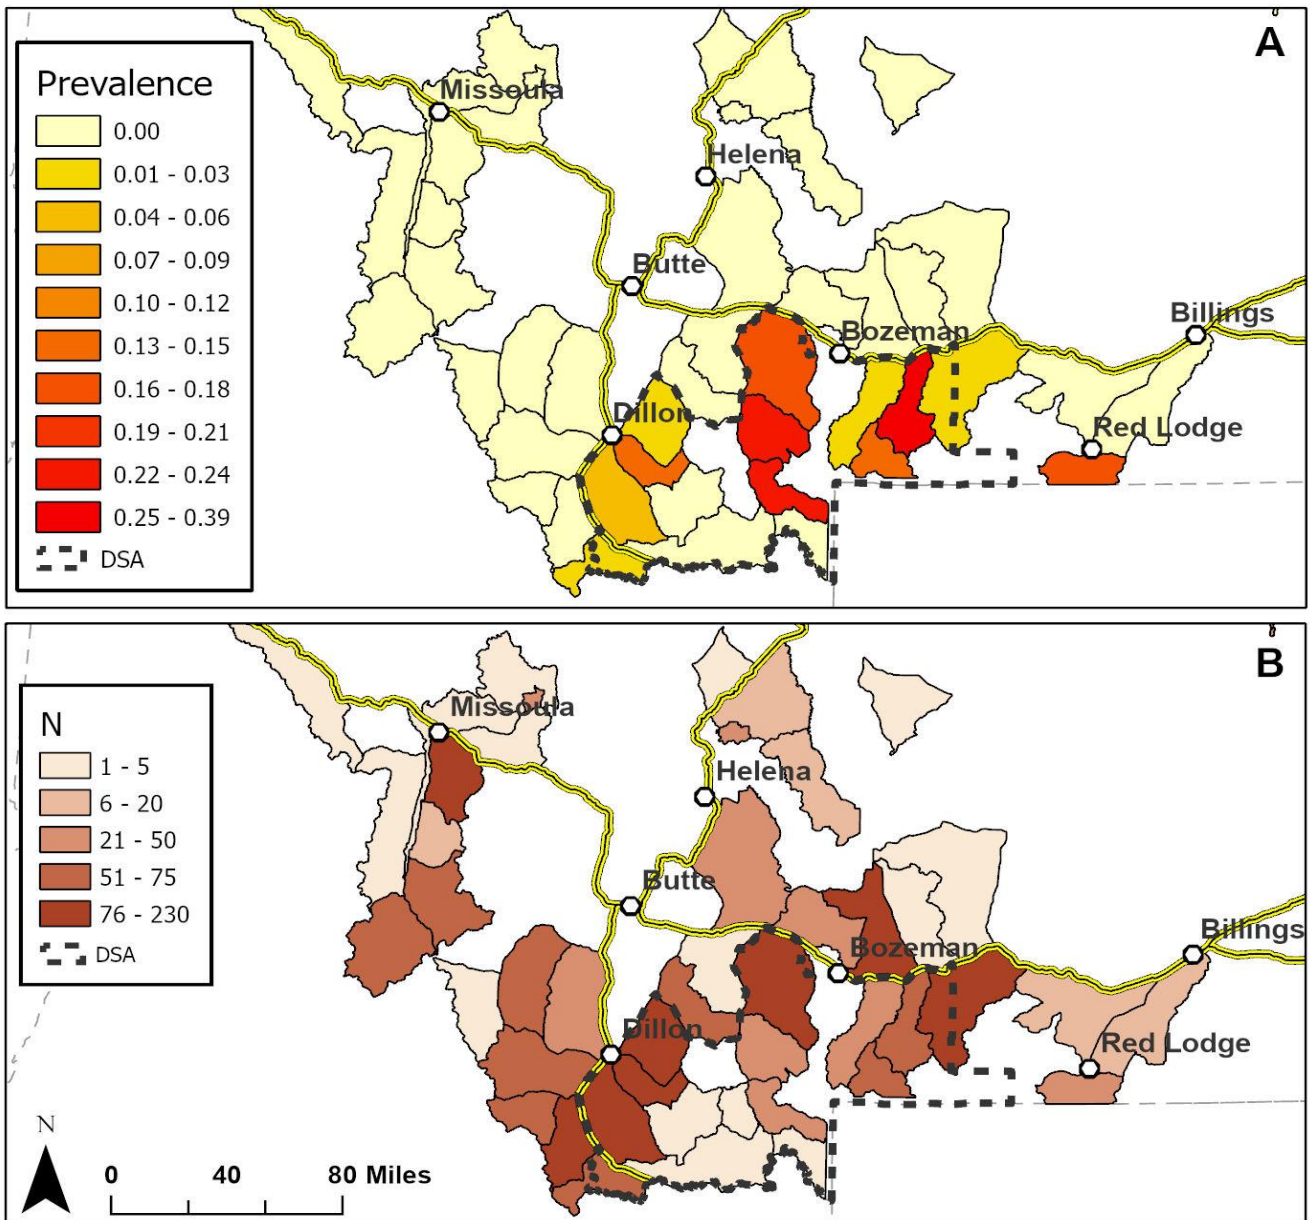 A
Prevalence
0.00
0.01 - 0.03
0.04 - 0.06
0.07 - 0.09
0.10 - 0.12
0.13 - 0.15
0.16 - 0.18
0.19 - 0.21
0.22 - 0.24
0.25 - 0.39
DSA
Missoula
Helena
Butte
Billings
Bozeman
Dillon
Red Lodge
B
N
1 - 5
6 - 20
21 - 50
51 - 75
76 - 230
DSA
Missoula
Helena
Butte
Billings
Bozeman
Dillon
Red Lodge
N
0 40 80 Miles